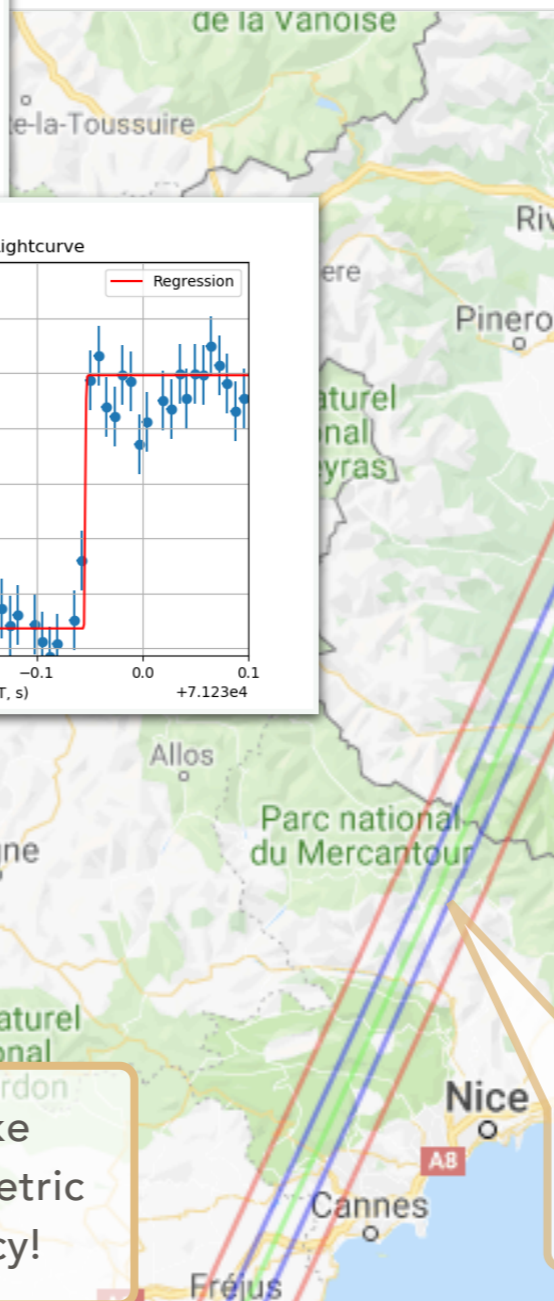 de la Vanoise
te-la-Toussuire
Riv
ightcurve
ere
Regression
Pinero
aturel
onal
eyras
−0.1
0.0
0.1
T, s)
+7.123e4
Allos
Parc national
du Mercantour
ne
aturel
onal
rdon
ke
etric
cy!
Nice
A8
Cannes
Fréjus